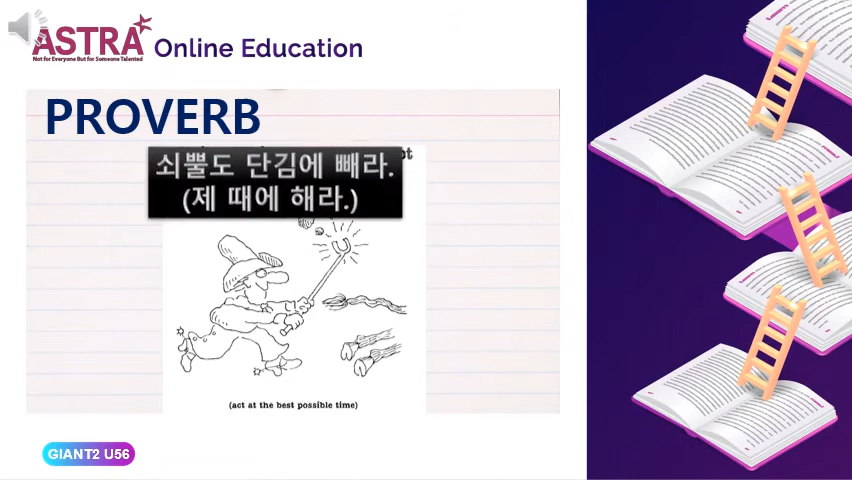 ASTRA
Not for Everyone But for Someone Talented
Online Education
PROVERB
쇠뿔도 단김에 빼라.
(제 때에 해라.)
(act at the best possible time)
GIANT2 U56